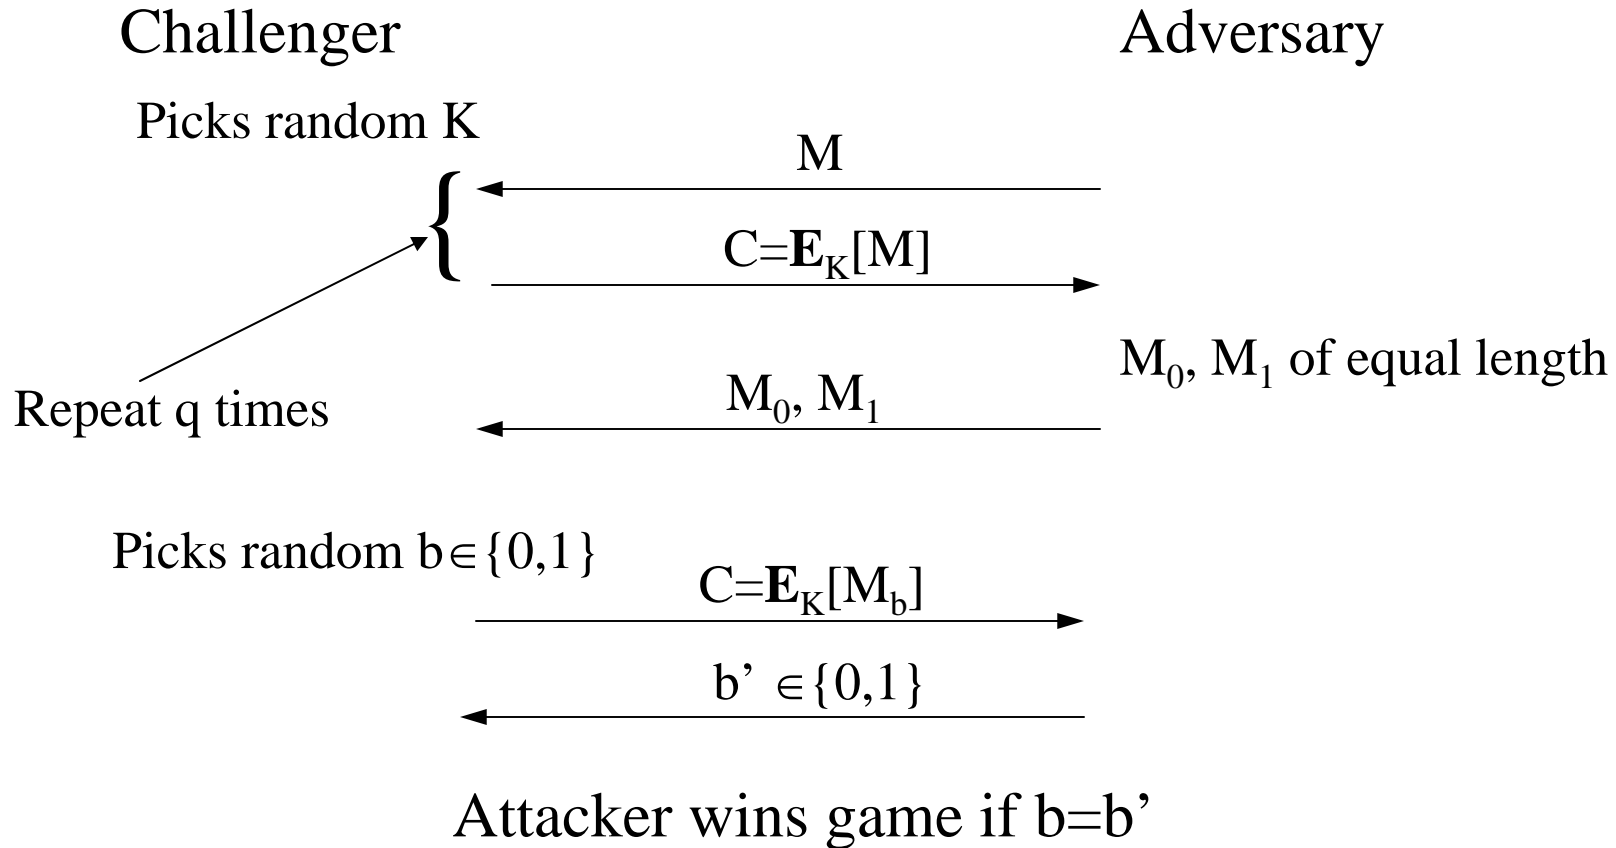 Challenger Adversary
Picks random K
M
{
C=E_K[M]
M_0, M_1 of equal length
M_0, M_1
Repeat q times
Picks random b∈{0,1}
C=E_K[M_b]
b’ ∈{0,1}
Attacker wins game if b=b’